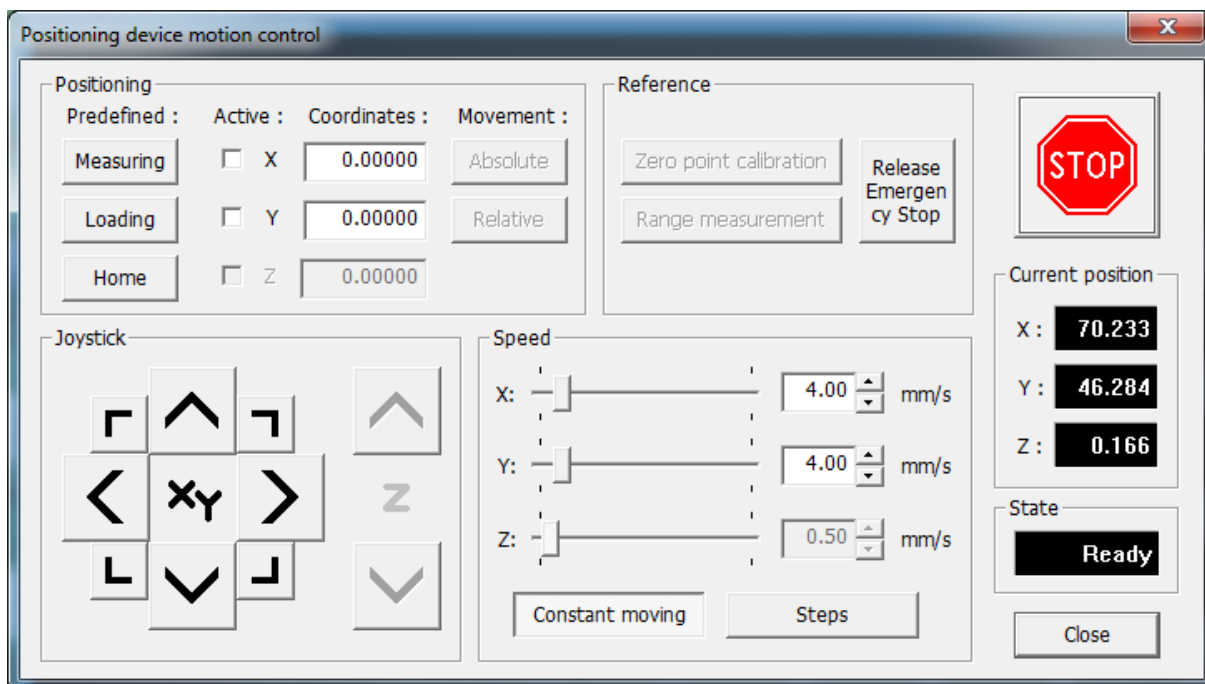 Positioning device motion control
Positioning
Predefined : Active : Coordinates : Movement :
Measuring X 0.00000 Absolute
Loading Y 0.00000 Relative
Home Z 0.00000
Reference
Zero point calibration
Range measurement
Release
Emergen
cy Stop
STOP
Current position
X : 70.233
Y : 46.284
Z : 0.166
Joystick
XY
Z
Speed
X: 4.00 mm/s
Y: 4.00 mm/s
Z: 0.50 mm/s
Constant moving Steps
State
Ready
Close